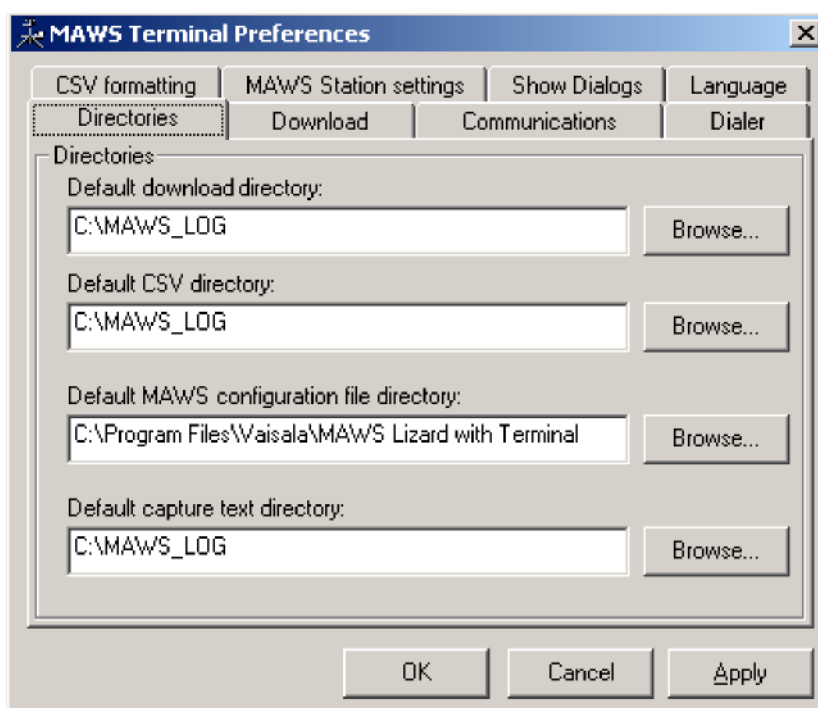 MAWS Terminal Preferences
CSV formatting MAWS Station settings Show Dialogs Language
Directories Download Communications Dialer
Directories
Default download directory:
C:\MAWS_LOG Browse...
Default CSV directory:
C:\MAWS_LOG Browse...
Default MAWS configuration file directory:
C:\Program Files\Vaisala\MAWS Lizard with Terminal Browse...
Default capture text directory:
C:\MAWS_LOG Browse...
OK Cancel Apply